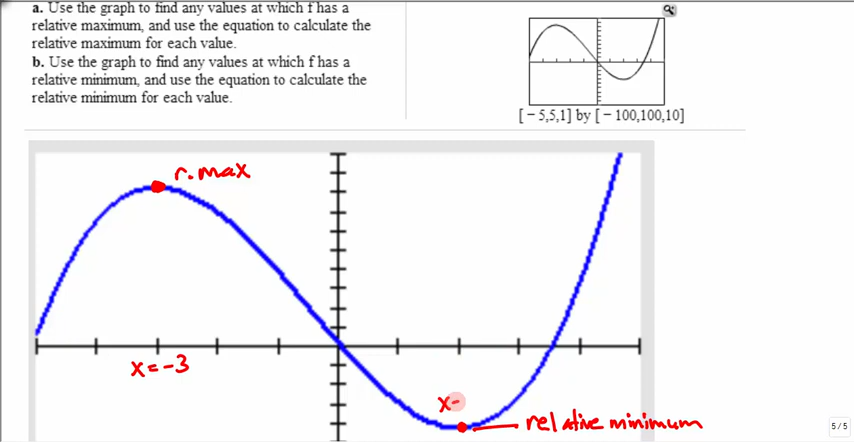 a. Use the graph to find any values at which f has a
relative maximum, and use the equation to calculate the
relative maximum for each value.
b. Use the graph to find any values at which f has a
relative minimum, and use the equation to calculate the
relative minimum for each value.
[ − 5,5,1] by [ − 100,100,10]
r. max
x = -3
x-
relative minimum
5 / 5